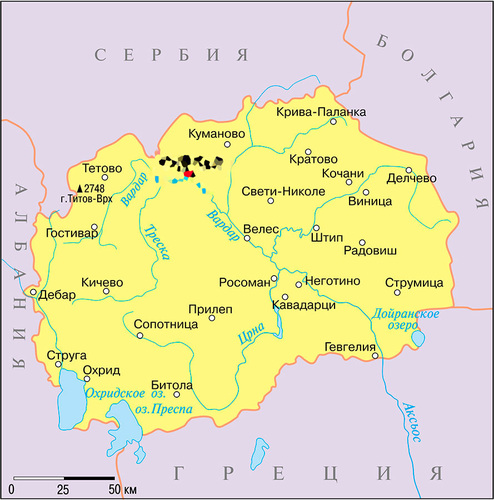 СЕРБИЯ
БОЛГАРИЯ
Крива-Паланка
Куманово
Тетово
Кратово
Кочани
Делчево
2748
г.Титов-Врх
Вардар
Свети-Николе
Виница
Гостивар
Треска
Вардар
Велес
Штип
Радовиш
АЛБАНИЯ
Дебар
Кичево
Росоман
Неготино
Струмица
Кавадарци
Прилеп
Дойранское
озеро
Сопотница
Црна
Гевгелия
Струга
Охрид
Битола
Охридское оз.
оз.Преспа
Аксьос
ГРЕЦИЯ
0 25 50 км